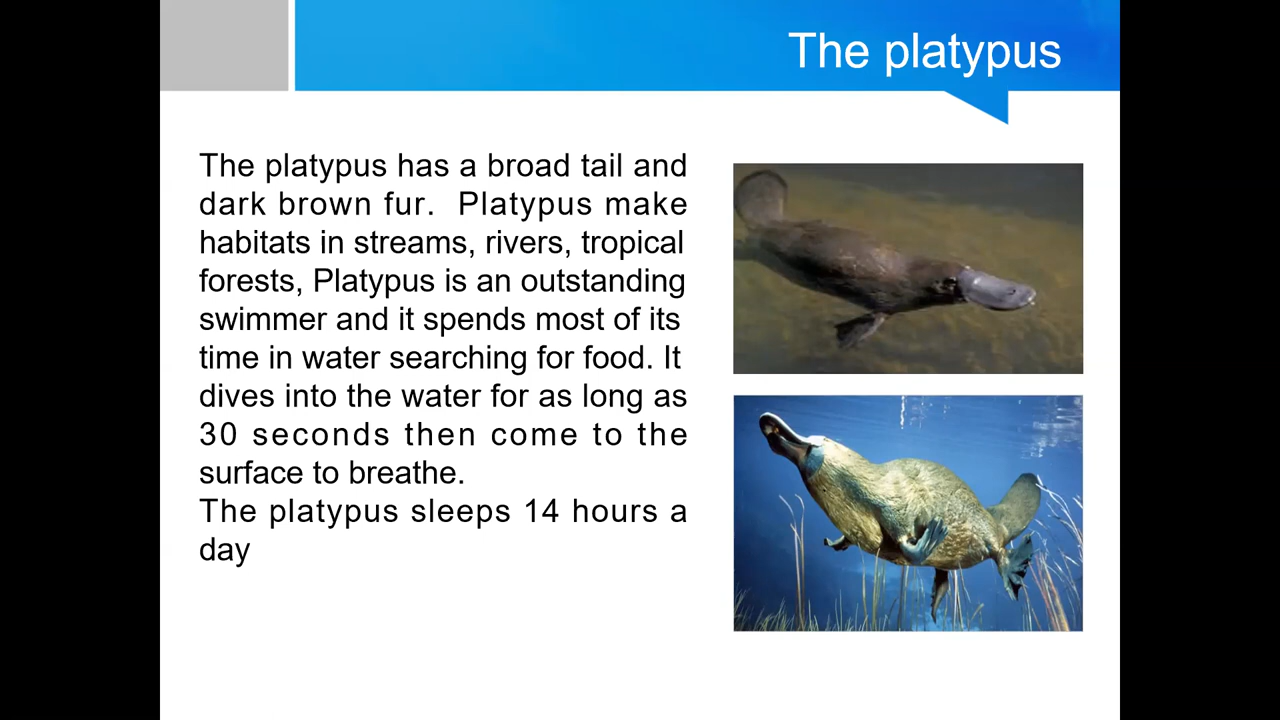 The platypus
The platypus has a broad tail and
dark brown fur.  Platypus make
habitats in streams, rivers, tropical
forests, Platypus is an outstanding
swimmer and it spends most of its
time in water searching for food. It
dives into the water for as long as
30 seconds then come to the
surface to breathe.
The platypus sleeps 14 hours a
day